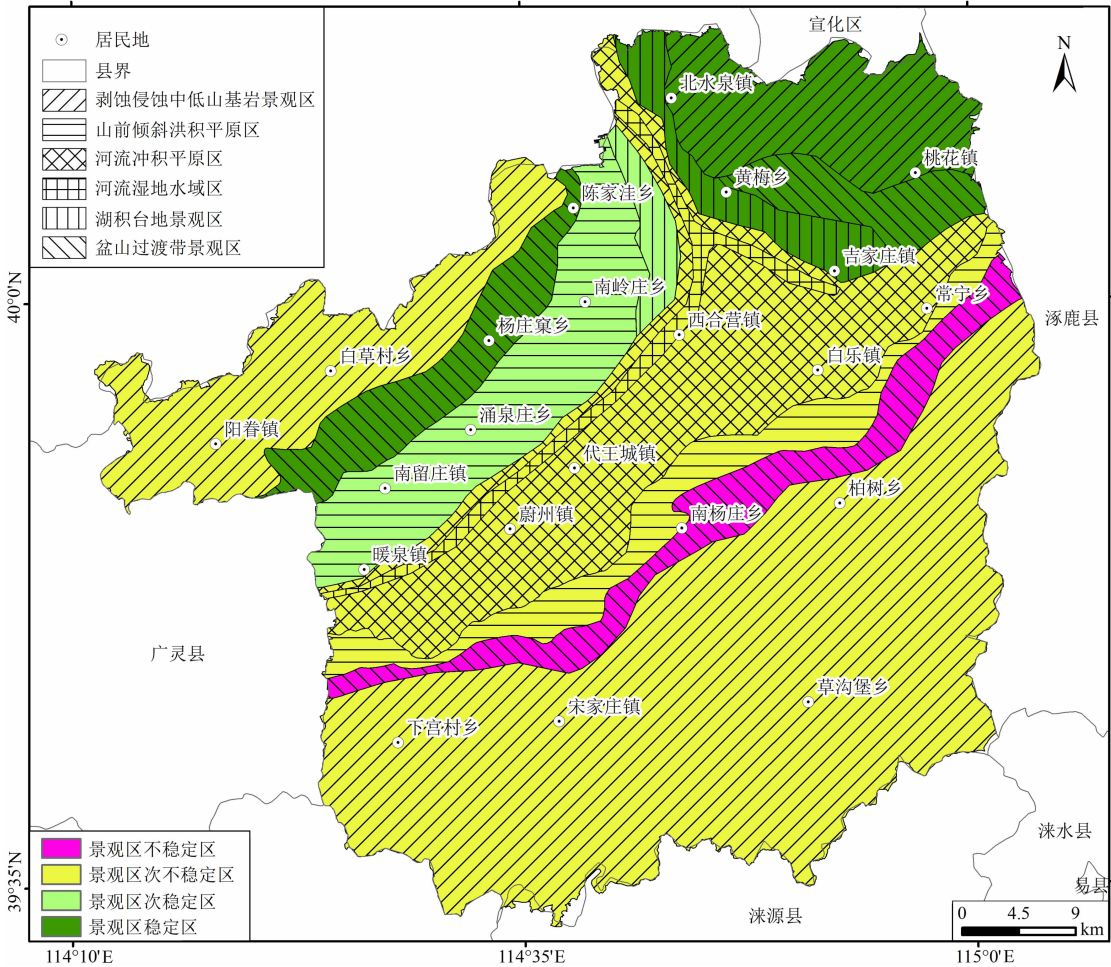 居民地
县界
剥蚀侵蚀中低山基岩景观区
山前倾斜洪积平原区
河流冲积平原区
河流湿地水域区
湖积台地景观区
盆山过渡带景观区
宣化区
N
北水泉镇
桃花镇
黄梅乡
陈家洼乡
吉家庄镇
南岭庄乡
常宁乡
40°0′N
涿鹿县
西合营镇
杨庄窠乡
白草村乡
白乐镇
涌泉庄乡
阳眷镇
代王城镇
南留庄镇
柏树乡
蔚州镇
南杨庄乡
暖泉镇
广灵县
草沟堡乡
宋家庄镇
下宫村乡
涞水县
景观区不稳定区
景观区次不稳定区
景观区次稳定区
景观区稳定区
39°35′N
易县
涞源县
0 4.5 9
km
114°10′E
114°35′E
115°0′E